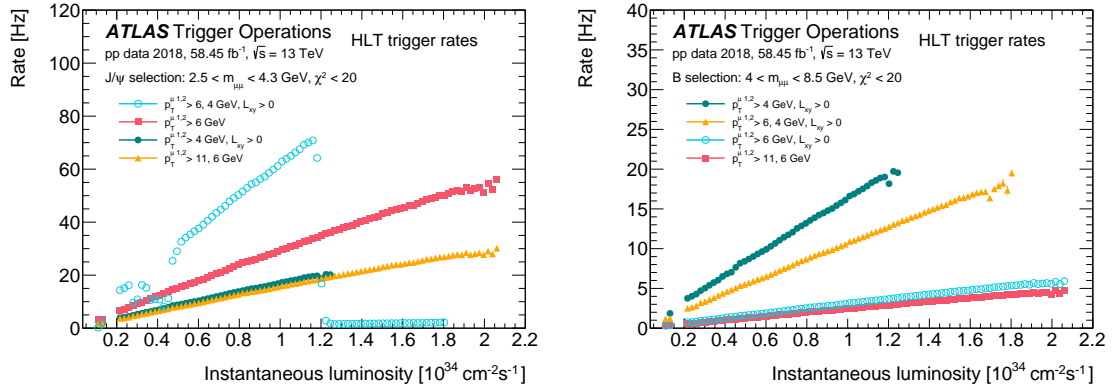 ATLAS Trigger Operations
pp data 2018, 58.45 fb⁻¹, √s = 13 TeV
HLT trigger rates
J/ψ selection: 2.5 < m_μμ < 4.3 GeV, χ² < 20
p_T^μ 1,2 > 6, 4 GeV, L_xy > 0
p_T^μ 1,2 > 6 GeV
p_T^μ 1,2 > 4 GeV, L_xy > 0
p_T^μ 1,2 > 11, 6 GeV
Rate [Hz]
120
100
80
60
40
20
0
0.2 0.4 0.6 0.8 1 1.2 1.4 1.6 1.8 2 2.2
Instantaneous luminosity [10³⁴ cm⁻²s⁻¹]
ATLAS Trigger Operations
pp data 2018, 58.45 fb⁻¹, √s = 13 TeV
HLT trigger rates
B selection: 4 < m_μμ < 8.5 GeV, χ² < 20
p_T^μ 1,2 > 4 GeV, L_xy > 0
p_T^μ 1,2 > 6, 4 GeV, L_xy > 0
p_T^μ 1,2 > 6 GeV, L_xy > 0
p_T^μ 1,2 > 11, 6 GeV
Rate [Hz]
40
35
30
25
20
15
10
5
0
0.2 0.4 0.6 0.8 1 1.2 1.4 1.6 1.8 2 2.2
Instantaneous luminosity [10³⁴ cm⁻²s⁻¹]